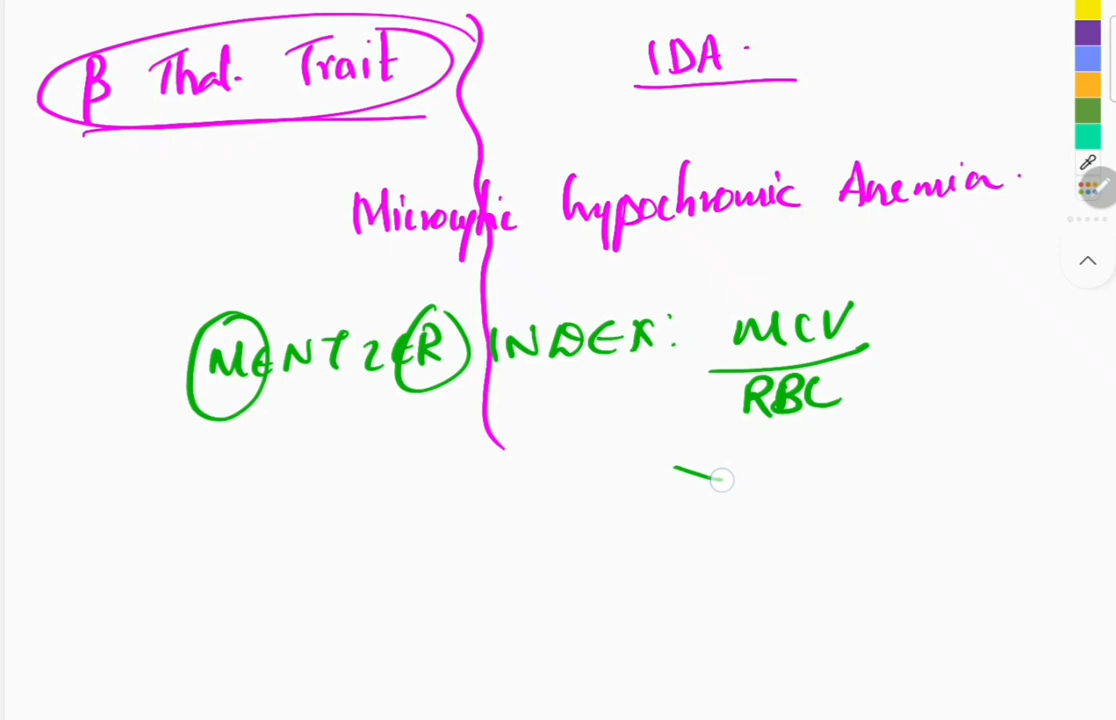 β Thal. Trait
IDA.
Microcytic hypochromic Anemia.
MENTZER INDEX: MCV
RBC